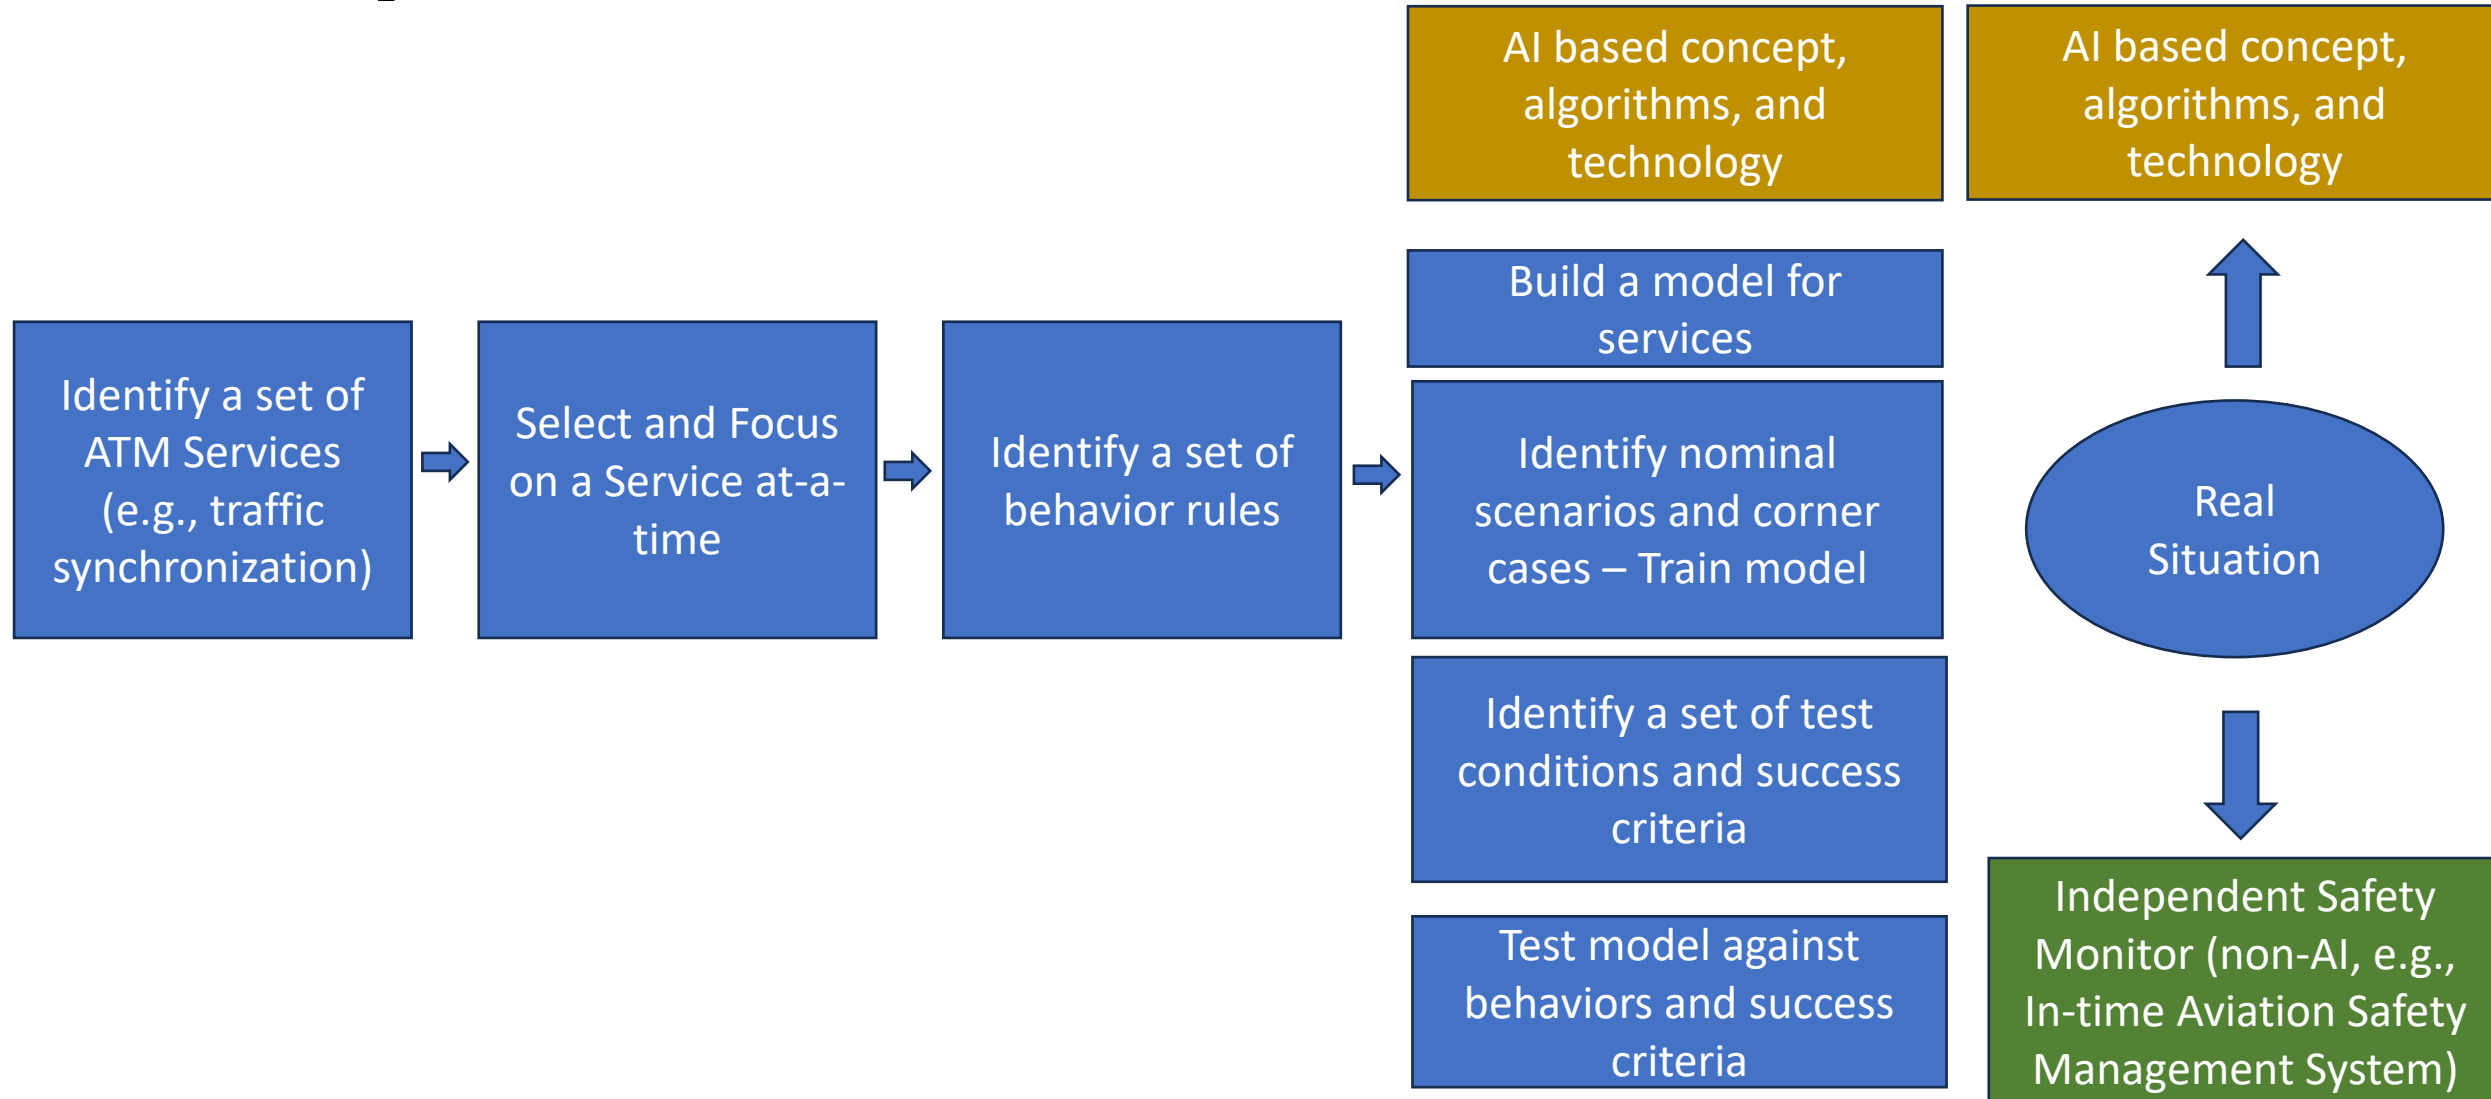 Identify a set of
ATM Services
(e.g., traffic
synchronization)
Select and Focus
on a Service at-a-
time
Identify a set of
behavior rules
AI based concept,
algorithms, and
technology
Build a model for
services
Identify nominal
scenarios and corner
cases – Train model
Identify a set of test
conditions and success
criteria
Test model against
behaviors and success
criteria
AI based concept,
algorithms, and
technology
Real
Situation
Independent Safety
Monitor (non-AI, e.g.,
In-time Aviation Safety
Management System)